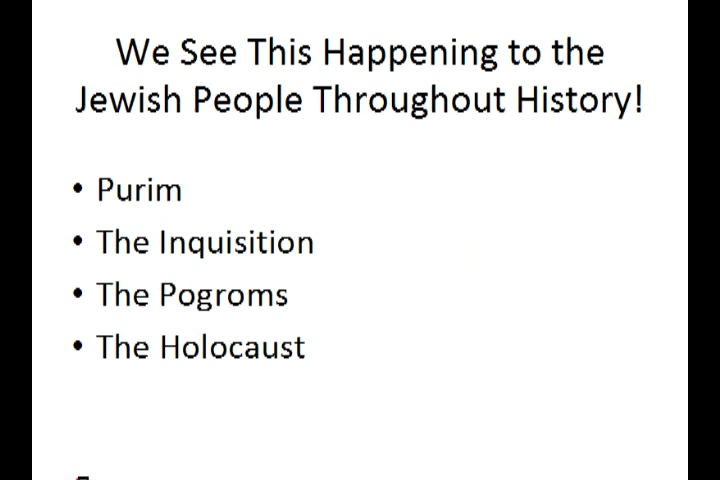 We See This Happening to the
Jewish People Throughout History!
• Purim
• The Inquisition
• The Pogroms
• The Holocaust